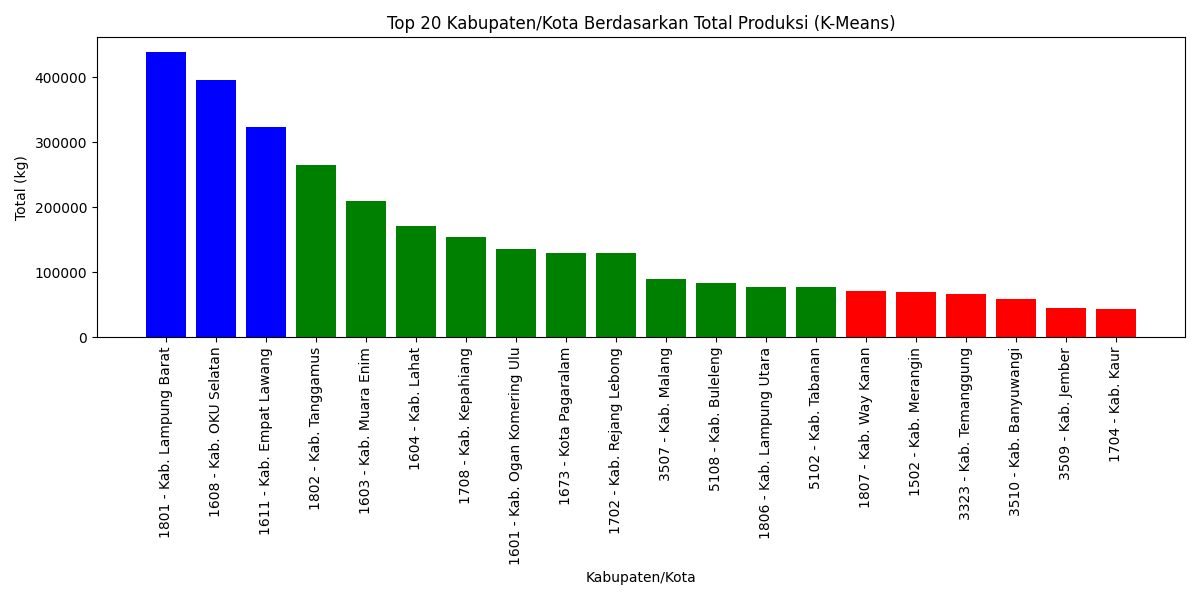 Top 20 Kabupaten/Kota Berdasarkan Total Produksi (K-Means)
Total (kg)
400000
300000
200000
100000
0
1801 - Kab. Lampung Barat
1608 - Kab. OKU Selatan
1611 - Kab. Empat Lawang
1802 - Kab. Tanggamus
1603 - Kab. Muara Enim
1604 - Kab. Lahat
1708 - Kab. Kepahiang
1601 - Kab. Ogan Komering Ulu
1673 - Kota Pagaralam
1702 - Kab. Rejang Lebong
3507 - Kab. Malang
5108 - Kab. Buleleng
1806 - Kab. Lampung Utara
5102 - Kab. Tabanan
1807 - Kab. Way Kanan
1502 - Kab. Merangin
3323 - Kab. Temanggung
3510 - Kab. Banyuwangi
3509 - Kab. Jember
1704 - Kab. Kaur
Kabupaten/Kota